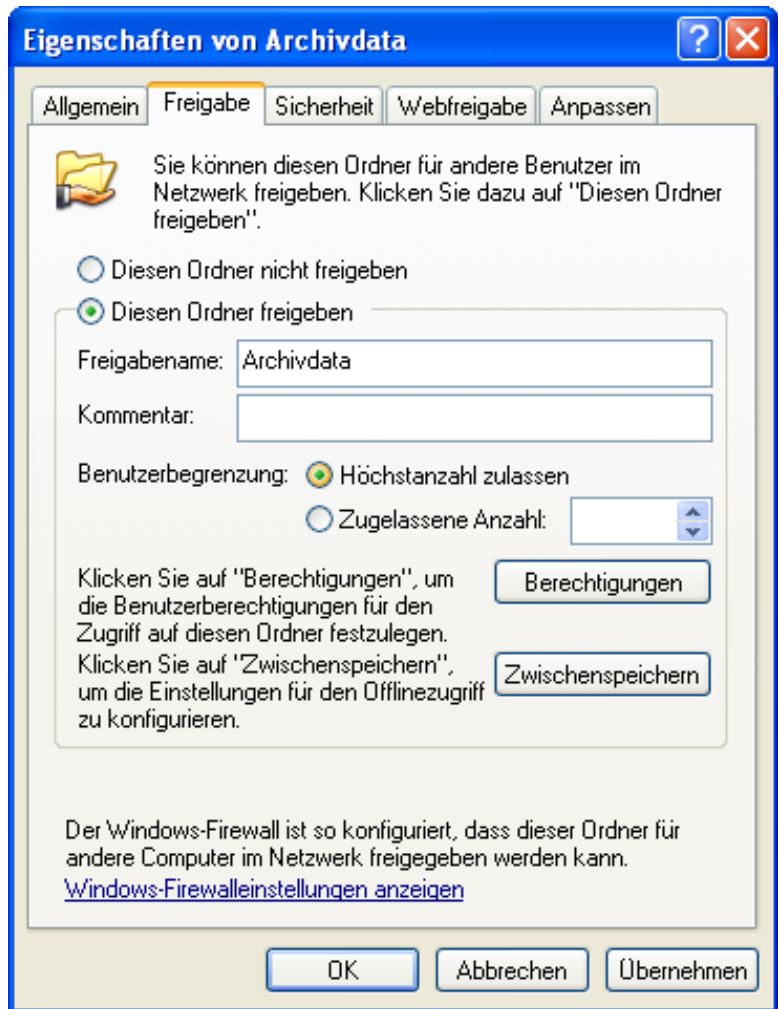 Eigenschaften von Archivdata
Allgemein Freigabe Sicherheit Webfreigabe Anpassen
Sie können diesen Ordner für andere Benutzer im
Netzwerk freigeben. Klicken Sie dazu auf "Diesen Ordner
freigeben".
Diesen Ordner nicht freigeben
Diesen Ordner freigeben
Freigabename: Archivdata
Kommentar:
Benutzerbegrenzung: Höchstanzahl zulassen
Zugelassene Anzahl:
Klicken Sie auf "Berechtigungen", um
die Benutzerberechtigungen für den
Zugriff auf diesen Ordner festzulegen.
Berechtigungen
Klicken Sie auf "Zwischenspeichern",
um die Einstellungen für den Offlinezugriff
zu konfigurieren.
Zwischenspeichern
Der Windows-Firewall ist so konfiguriert, dass dieser Ordner für
andere Computer im Netzwerk freigegeben werden kann.
Windows-Firewalleinstellungen anzeigen
OK Abbrechen Übernehmen